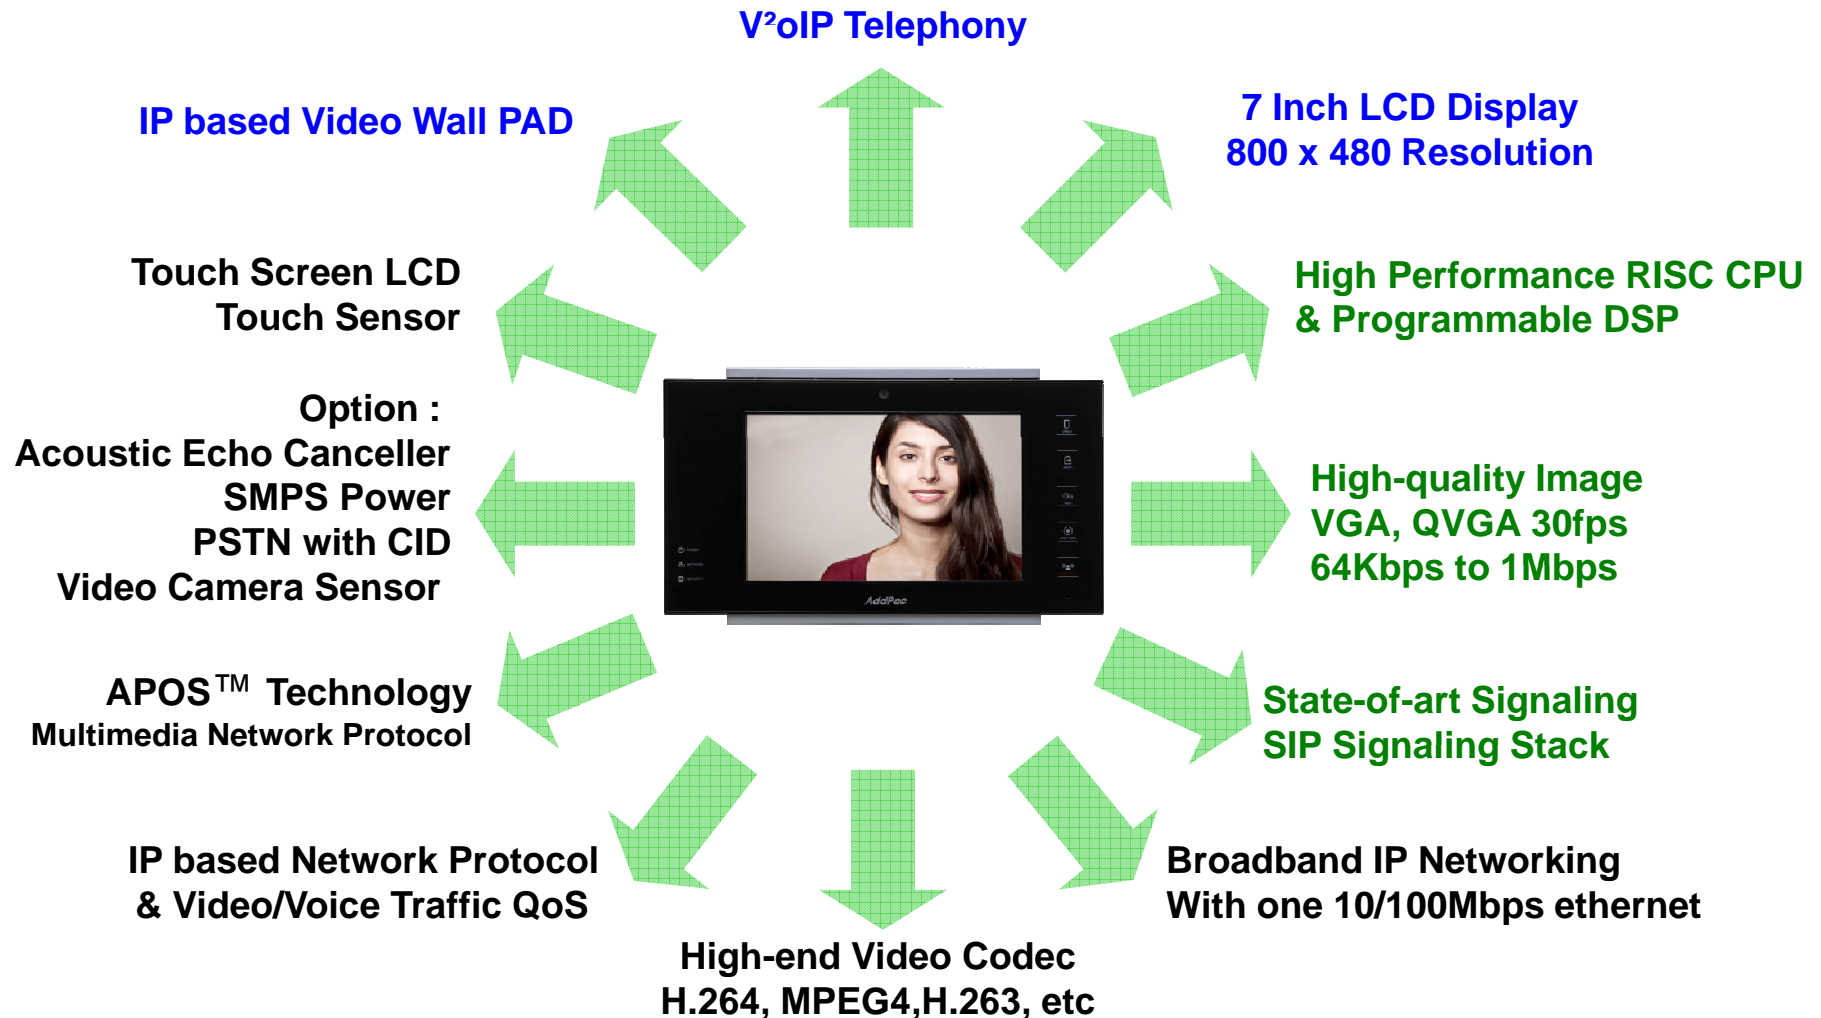 V²oIP Telephony
IP based Video Wall PAD
7 Inch LCD Display
800 x 480 Resolution
Touch Screen LCD
Touch Sensor
High Performance RISC CPU
& Programmable DSP
Option :
Acoustic Echo Canceller
SMPS Power
PSTN with CID
Video Camera Sensor
High-quality Image
VGA, QVGA 30fps
64Kbps to 1Mbps
POWER
NETWORK
SECURITY
AddPac
APOS™ Technology
Multimedia Network Protocol
State-of-art Signaling
SIP Signaling Stack
IP based Network Protocol
& Video/Voice Traffic QoS
Broadband IP Networking
With one 10/100Mbps ethernet
High-end Video Codec
H.264, MPEG4,H.263, etc